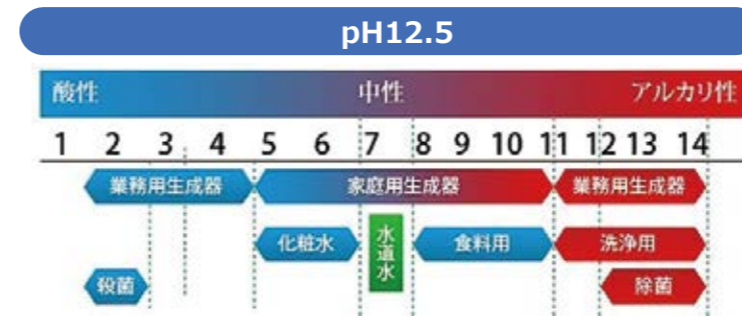 pH12.5
酸性 中性 アルカリ性
1 2 3 4 5 6 7 8 9 10 11 12 13 14
業務用生成器 家庭用生成器 業務用生成器
化粧水 水道水 食料用 洗浄用
殺菌 除菌